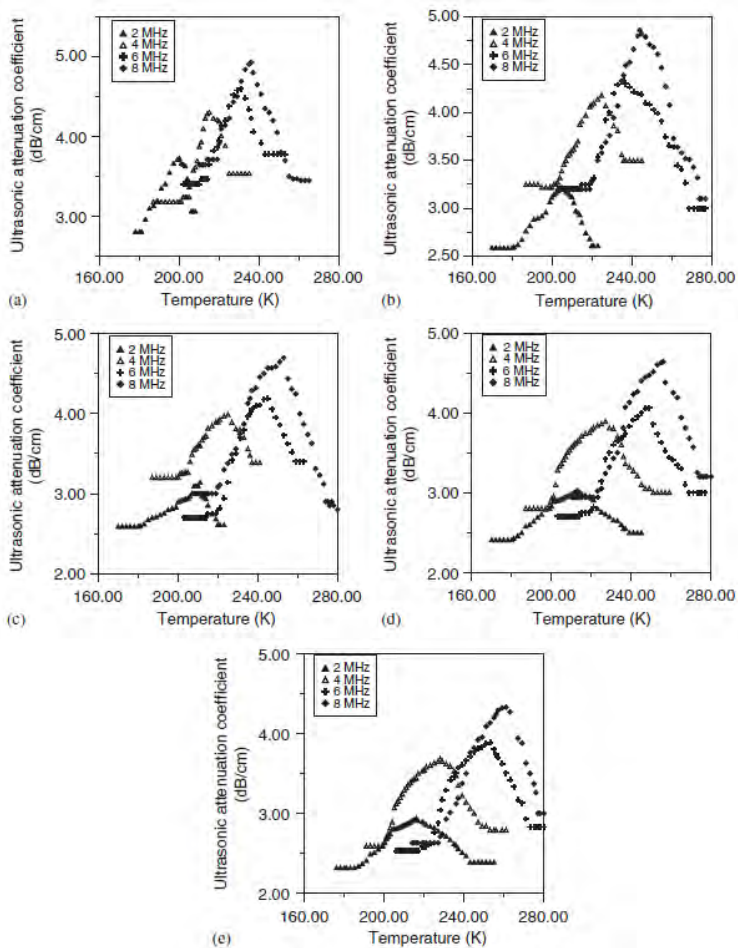 Ultrasonic attenuation coefficient
(dB/cm)
5.00
4.00
3.00
2 MHz
4 MHz
6 MHz
8 MHz
160.00 200.00 240.00 280.00
Temperature (K)
(a)
Ultrasonic attenuation coefficient
(dB/cm)
5.00
4.50
4.00
3.50
3.00
2.50
2 MHz
4 MHz
6 MHz
8 MHz
160.00 200.00 240.00 280.00
Temperature (K)
(b)
Ultrasonic attenuation coefficient
(dB/cm)
5.00
4.00
3.00
2.00
2 MHz
4 MHz
6 MHz
8 MHz
160.00 200.00 240.00 280.00
Temperature (K)
(c)
Ultrasonic attenuation coefficient
(dB/cm)
5.00
4.00
3.00
2.00
2 MHz
4 MHz
6 MHz
8 MHz
160.00 200.00 240.00 280.00
Temperature (K)
(d)
Ultrasonic attenuation coefficient
(dB/cm)
5.00
4.00
3.00
2.00
2 MHz
4 MHz
6 MHz
8 MHz
160.00 200.00 240.00 280.00
(e) Temperature (K)